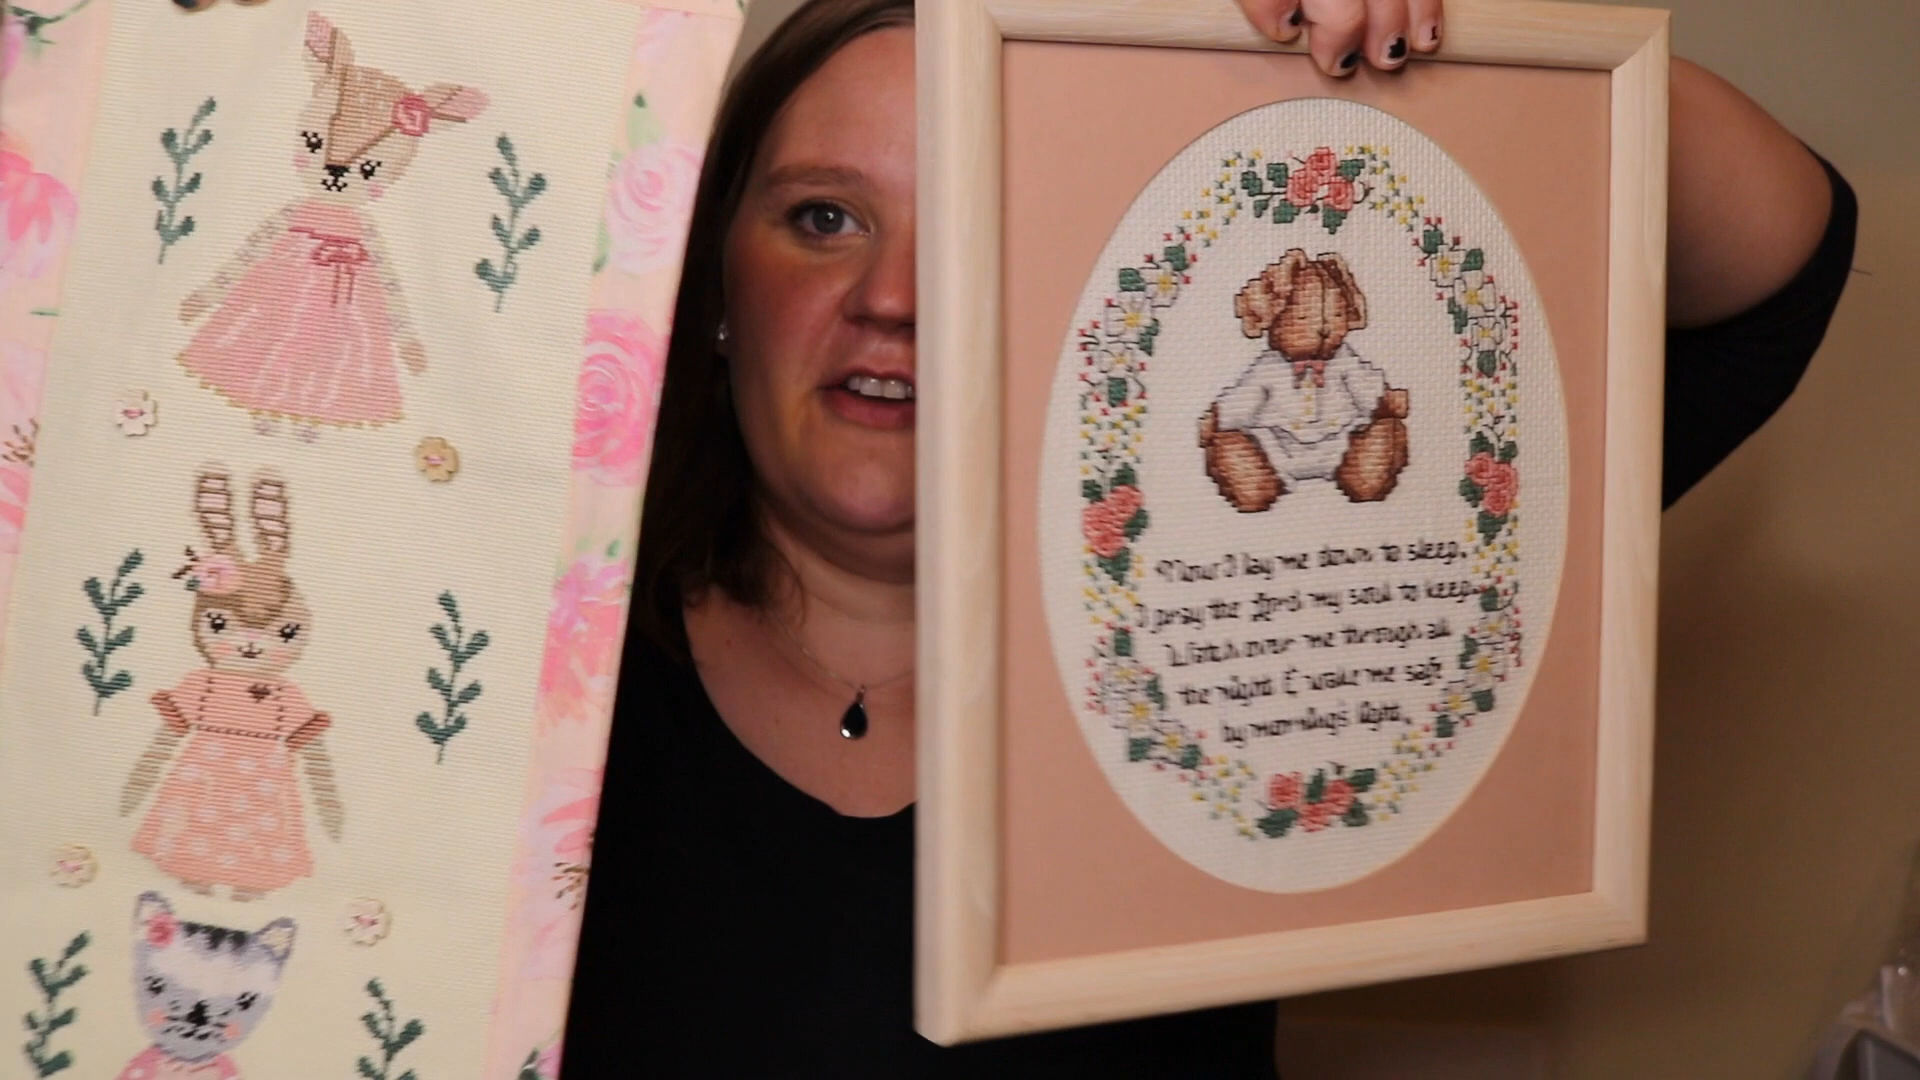 Now I lay me down to sleep,
I pray the Lord my soul to keep.
Watch over me through all
the night & wake me safe
by morning's light.